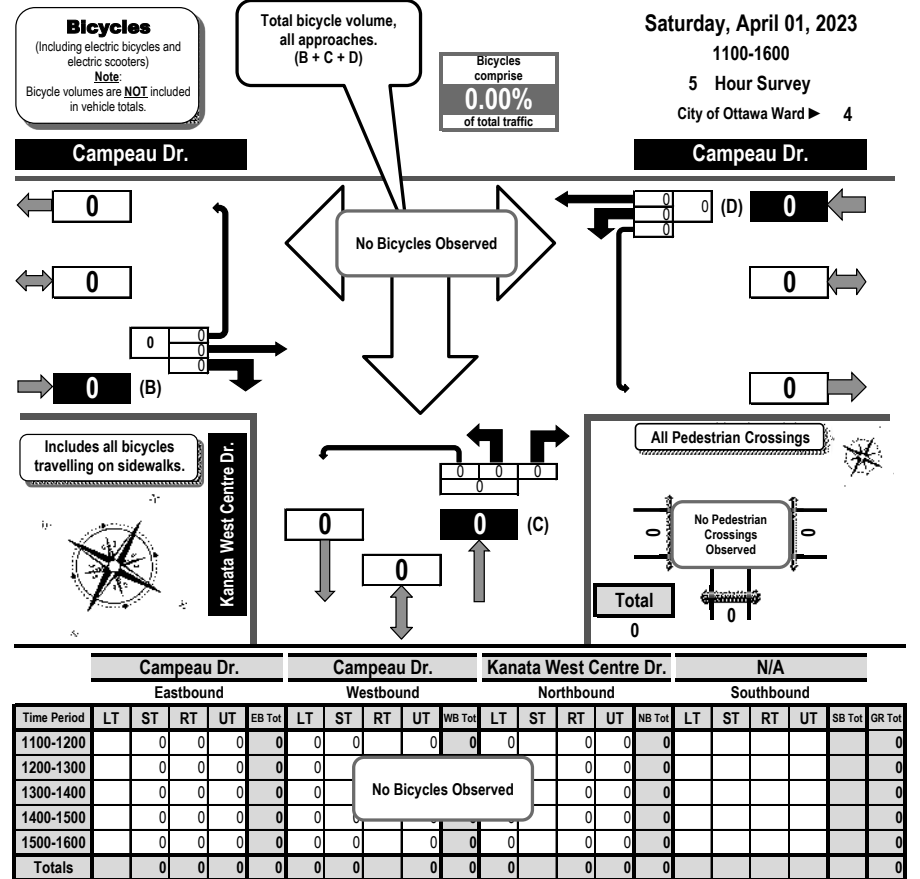 Bicycles
(Including electric bicycles and
electric scooters)
Note:
Bicycle volumes are NOT included
in vehicle totals.
Total bicycle volume,
all approaches.
(B + C + D)
Bicycles
comprise
0.00%
of total traffic
Saturday, April 01, 2023
1100-1600
5 Hour Survey
City of Ottawa Ward ► 4
Campeau Dr.
Campeau Dr.
0
0
0
0
0
0
0 (B)
No Bicycles Observed
0
0
0
0 (D) 0
0
0
Includes all bicycles
travelling on sidewalks.
Kanata West Centre Dr.
0 0 0
0
0
0 (C)
0
All Pedestrian Crossings
0
No Pedestrian
Crossings
Observed
0
0
Total
0
Campeau Dr. Campeau Dr. Kanata West Centre Dr. N/A
Eastbound Westbound Northbound Southbound
Time Period LT ST RT UT EB Tot LT ST RT UT WB Tot LT ST RT UT NB Tot LT ST RT UT SB Tot GR Tot
1100-1200 0 0 0 0 0 0 0 0 0 0 0 0 0
1200-1300 0 0 0 0 0 0 0 0 0 0
1300-1400 0 0 0 0 0 0 0 0 0
1400-1500 0 0 0 0 0 0 0 0 0 0
1500-1600 0 0 0 0 0 0 0 0 0 0 0 0 0
Totals 0 0 0 0 0 0 0 0 0 0 0 0 0
No Bicycles Observed